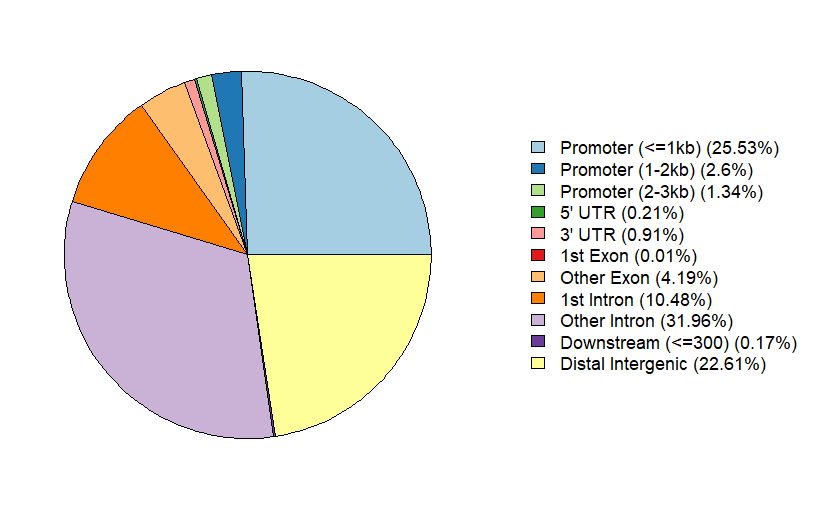 Promoter (<=1kb) (25.53%)
Promoter (1-2kb) (2.6%)
Promoter (2-3kb) (1.34%)
5' UTR (0.21%)
3' UTR (0.91%)
1st Exon (0.01%)
Other Exon (4.19%)
1st Intron (10.48%)
Other Intron (31.96%)
Downstream (<=300) (0.17%)
Distal Intergenic (22.61%)